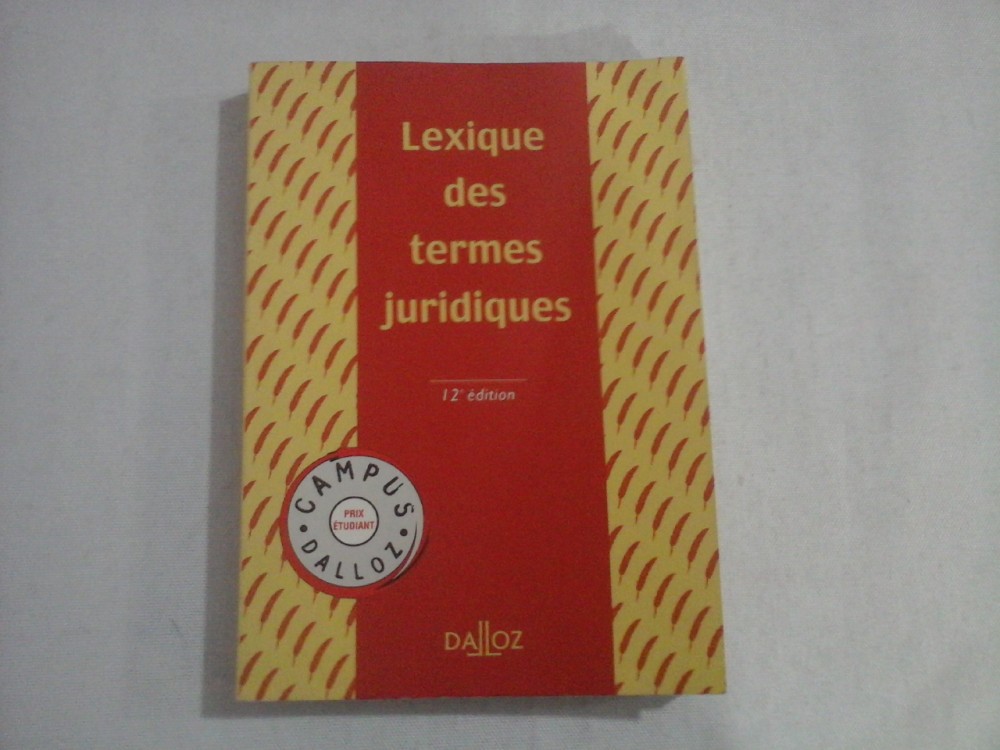 Lexique
des
termes
juridiques
12e édition
CAMPUS
PRIX
ÉTUDIANT
DALLOZ
DALLOZ